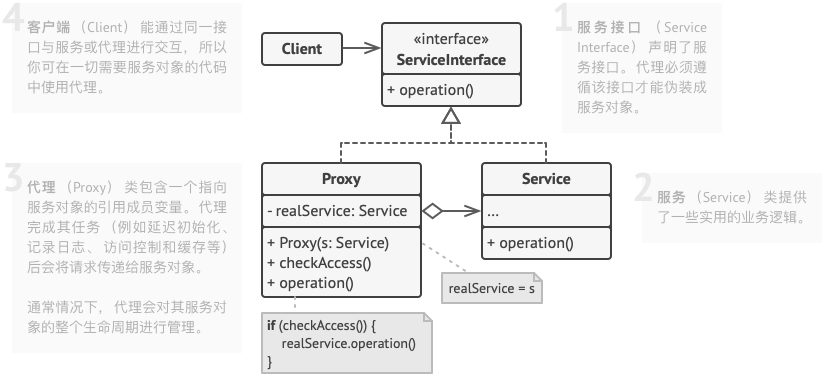 4
客户端 （Client） 能通过同一接
口与服务或代理进行交互， 所以
你可在一切需要服务对象的代码
中使用代理。
Client
«interface»
ServiceInterface
+ operation()
1
服务接口 （Service
Interface） 声明了服
务接口。代理必须遵
循该接口才能伪装成
服务对象。
3
代理 （Proxy） 类包含一个指向
服务对象的引用成员变量。代理
完成其任务 （例如延迟初始化、
记录日志、 访问控制和缓存等）
后会将请求传递给服务对象。
通常情况下， 代理会对其服务对
象的整个生命周期进行管理。
Proxy
- realService: Service
+ Proxy(s: Service)
+ checkAccess()
+ operation()
Service
...
+ operation()
2
服务 （Service） 类提供
了一些实用的业务逻辑。
realService = s
if (checkAccess()) {
realService.operation()
}